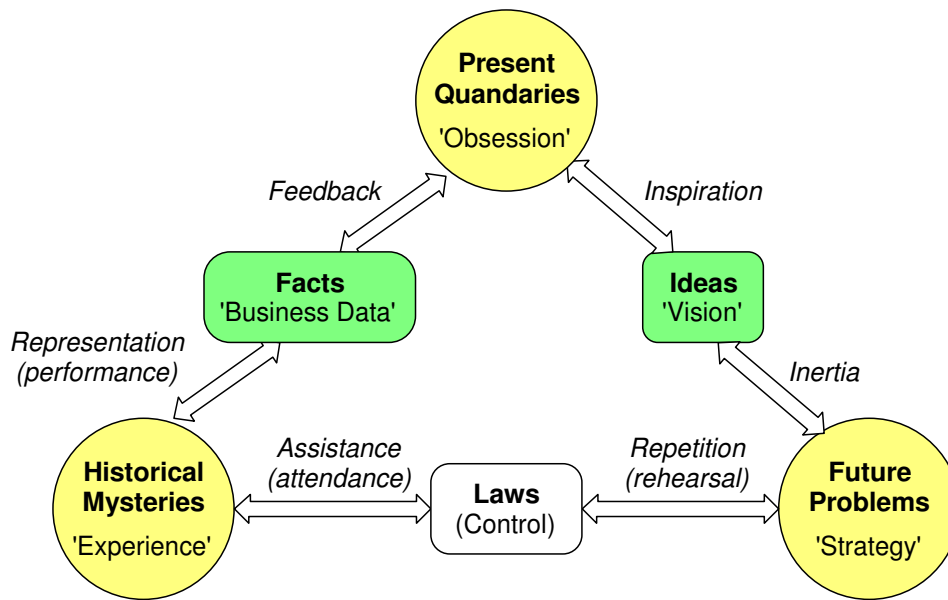 Present
Quandaries
'Obsession'
Feedback
Inspiration
Facts
'Business Data'
Ideas
'Vision'
Representation
(performance)
Inertia
Historical
Mysteries
'Experience'
Assistance
(attendance)
Laws
(Control)
Repetition
(rehearsal)
Future
Problems
'Strategy'